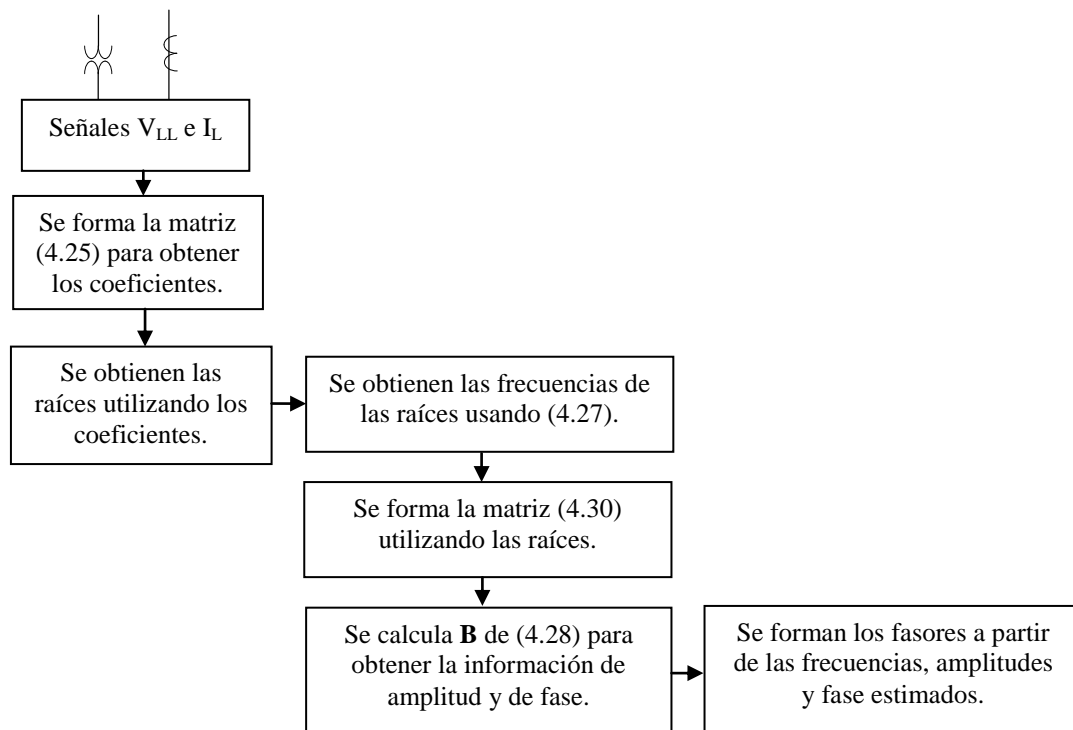 Señales V_LL e I_L
Se forma la matriz
(4.25) para obtener
los coeficientes.
Se obtienen las
raíces utilizando los
coeficientes.
Se obtienen las frecuencias de
las raíces usando (4.27).
Se forma la matriz (4.30)
utilizando las raíces.
Se calcula B de (4.28) para
obtener la información de
amplitud y de fase.
Se forman los fasores a partir
de las frecuencias, amplitudes
y fase estimados.